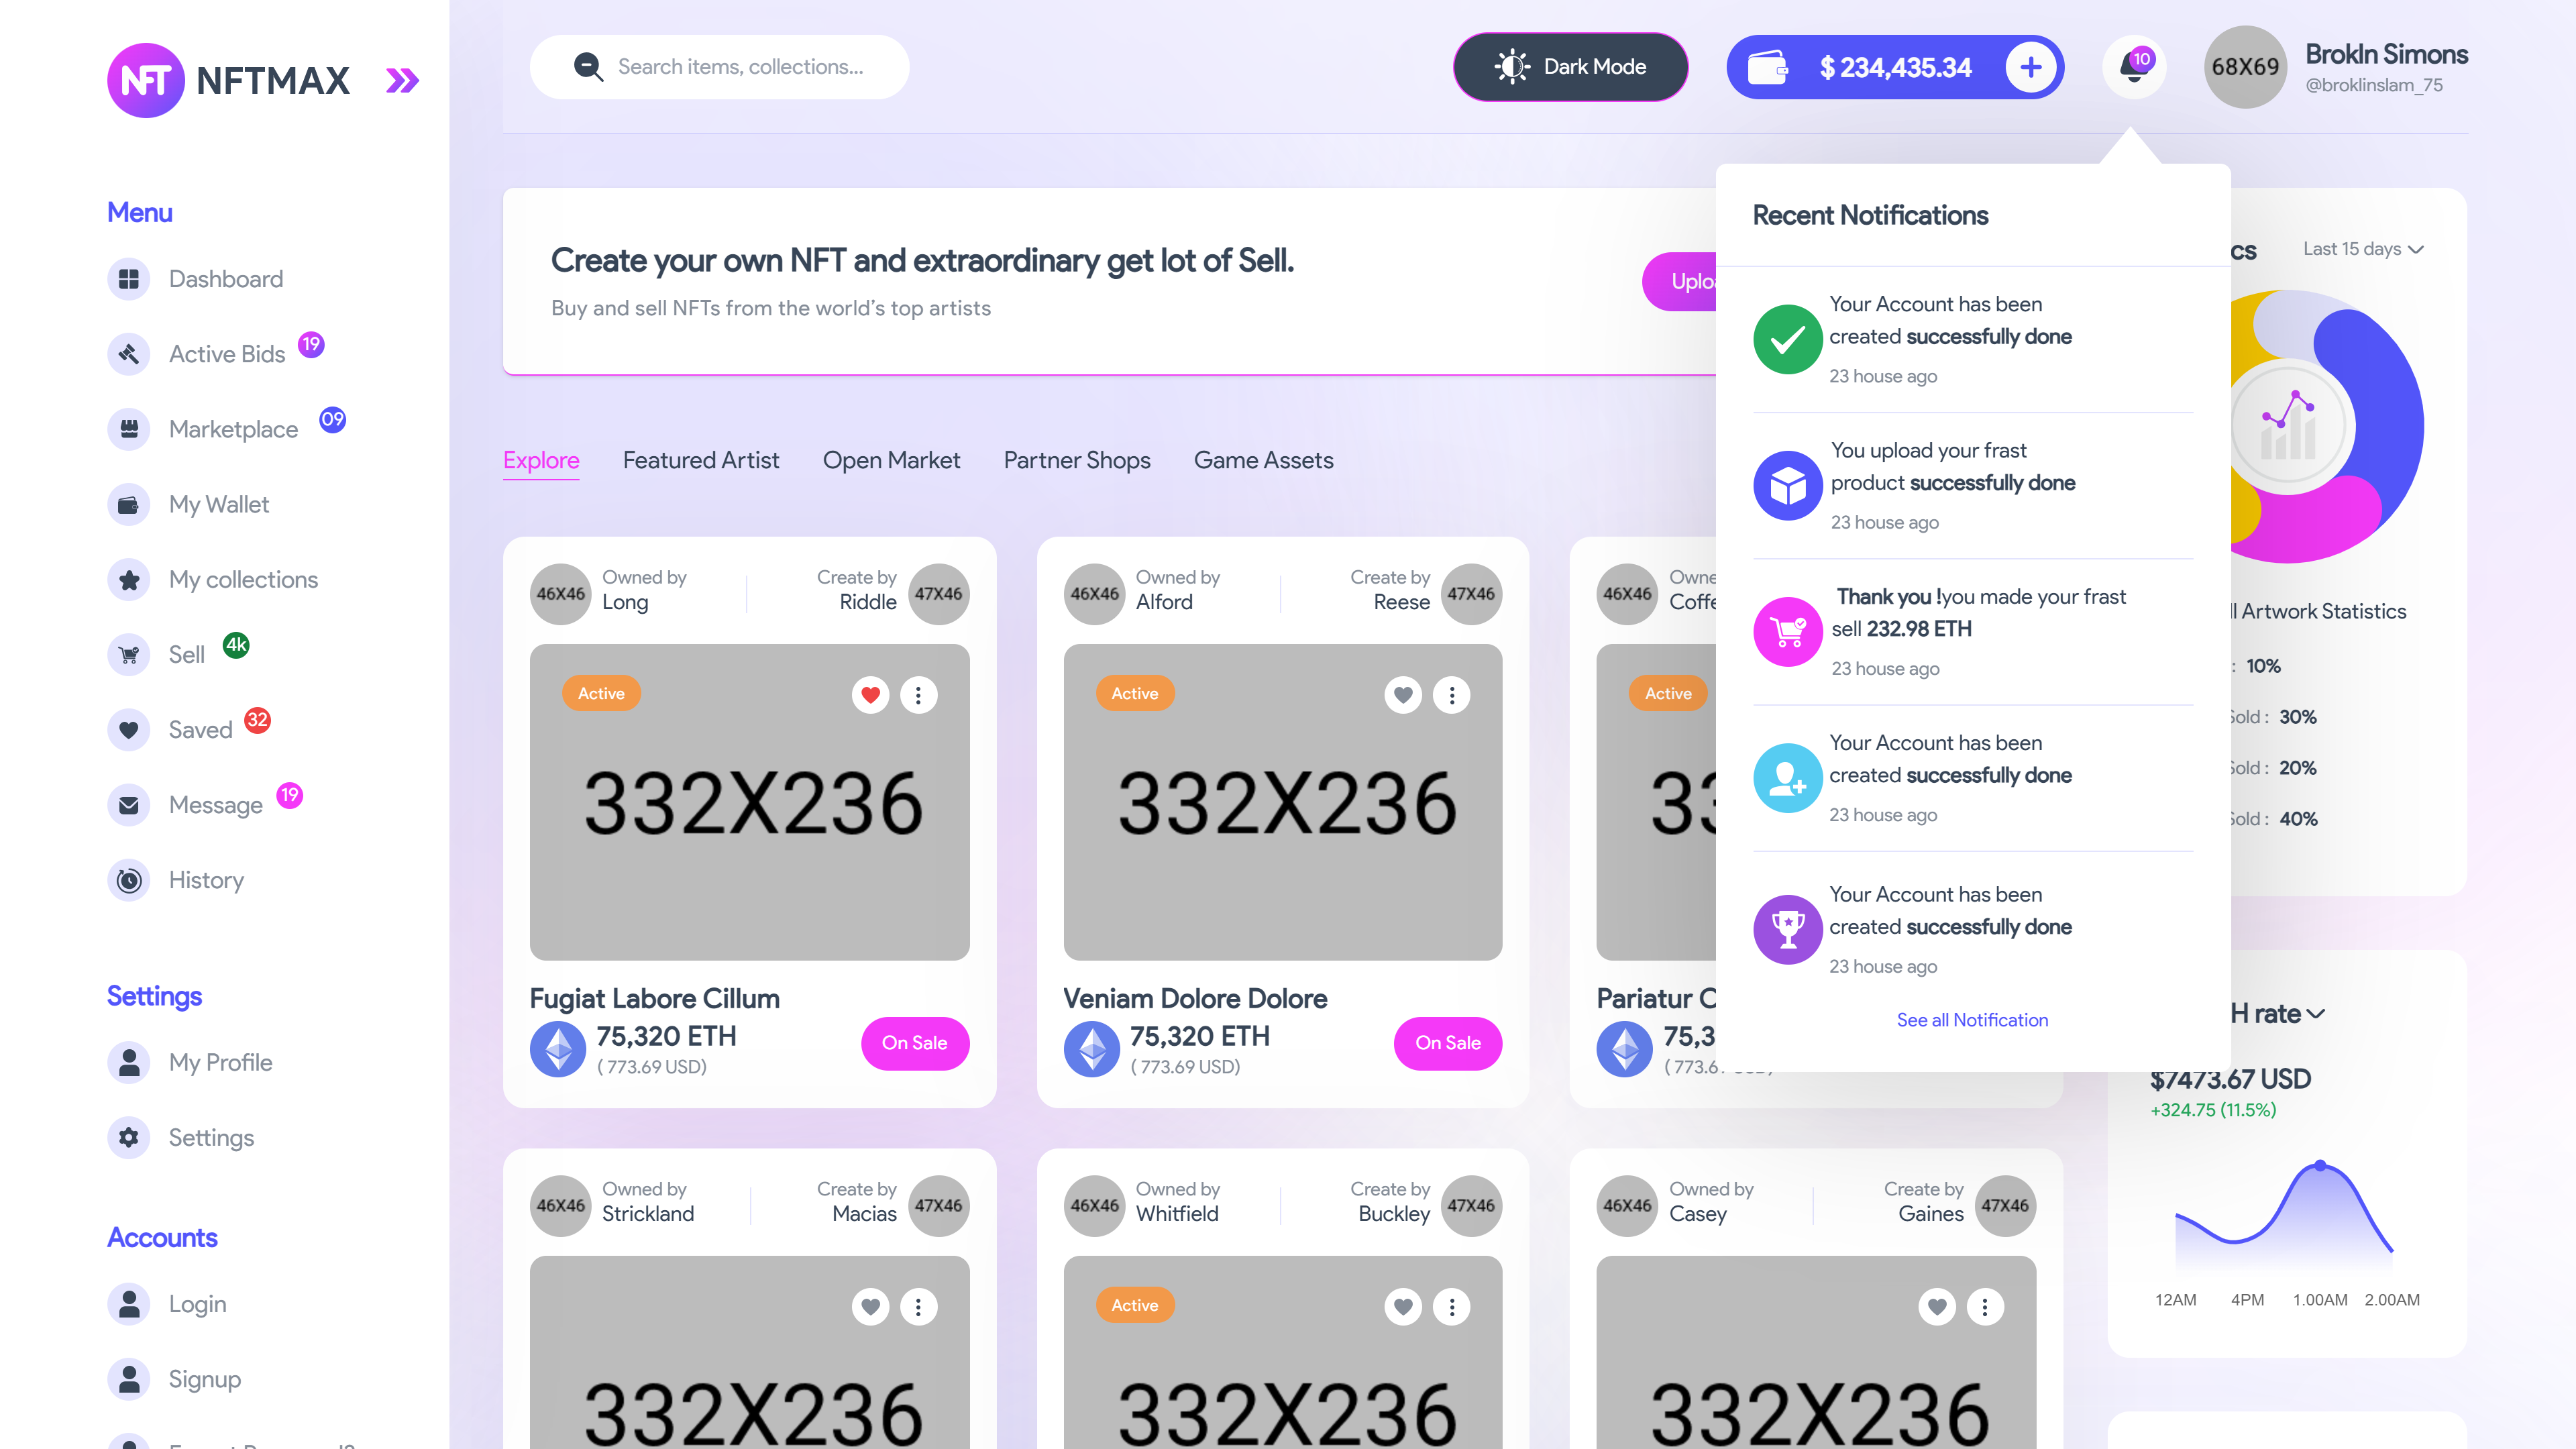 NFT NFTMAX
Menu
Dashboard
Active Bids 19
Marketplace 09
My Wallet
My collections
Sell 4k
Saved 32
Message 19
History
Settings
My Profile
Settings
Accounts
Login
Signup
Search items, collections...
Dark Mode
$ 234,435.34
10
68X69
Brokln Simons
@broklinslam_75
Create your own NFT and extraordinary get lot of Sell.
Buy and sell NFTs from the world's top artists
Explore
Featured Artist
Open Market
Partner Shops
Game Assets
46X46
Owned by
Long
Create by
Riddle
47X46
Active
332X236
Fugiat Labore Cillum
75,320 ETH
( 773.69 USD)
On Sale
46X46
Owned by
Alford
Create by
Reese
47X46
Active
332X236
Veniam Dolore Dolore
75,320 ETH
( 773.69 USD)
On Sale
46X46
Active
Pariatur
46X46
Owned by
Strickland
Create by
Macias
47X46
332X236
46X46
Owned by
Whitfield
Create by
Buckley
47X46
Active
332X236
46X46
Owned by
Casey
Create by
Gaines
47X46
332X236
Recent Notifications
Your Account has been
created successfully done
23 house ago
You upload your frast
product successfully done
23 house ago
Thank you !you made your frast
sell 232.98 ETH
23 house ago
Your Account has been
created successfully done
23 house ago
Your Account has been
created successfully done
23 house ago
See all Notification
Last 15 days
Artwork Statistics
: 10%
Sold : 30%
Sold : 20%
Sold : 40%
H rate
$7473.67 USD
+324.75 (11.5%)
12AM 4PM 1.00AM 2.00AM